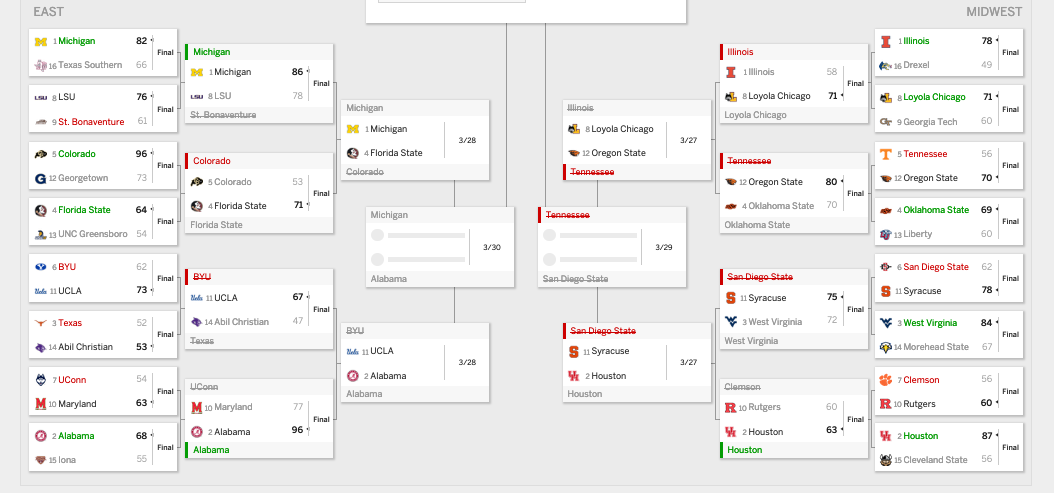 EAST
MIDWEST
1 Michigan 82
16 Texas Southern 66
Final
8 LSU 76
9 St. Bonaventure 61
Final
5 Colorado 96
12 Georgetown 73
Final
4 Florida State 64
13 UNC Greensboro 54
Final
6 BYU 62
11 UCLA 73
Final
3 Texas 52
14 Abil Christian 53
Final
7 UConn 54
10 Maryland 63
Final
2 Alabama 68
15 Iona 55
Final
Michigan
1 Michigan 86
8 LSU 78
Final
St. Bonaventure
Colorado
5 Colorado 53
4 Florida State 71
Final
Florida State
BYU
11 UCLA 67
14 Abil Christian 47
Final
Texas
UConn
10 Maryland 77
2 Alabama 96
Final
Alabama
Michigan
1 Michigan
4 Florida State
3/28
Colorado
Michigan
3/30
Alabama
BYU
11 UCLA
2 Alabama
3/28
Alabama
Illinois
8 Loyola Chicago
12 Oregon State
3/27
Tennessee
Tennessee
3/29
San Diego State
San Diego State
11 Syracuse
2 Houston
3/27
Houston
Illinois
1 Illinois 58
8 Loyola Chicago 71
Final
Loyola Chicago
Tennessee
12 Oregon State 80
4 Oklahoma State 70
Final
Oklahoma State
San Diego State
11 Syracuse 75
3 West Virginia 72
Final
West Virginia
Clemson
10 Rutgers 60
2 Houston 63
Final
Houston
1 Illinois 78
16 Drexel 49
Final
8 Loyola Chicago 71
9 Georgia Tech 60
Final
5 Tennessee 56
12 Oregon State 70
Final
4 Oklahoma State 69
13 Liberty 60
Final
6 San Diego State 62
11 Syracuse 78
Final
3 West Virginia 84
14 Morehead State 67
Final
7 Clemson 56
10 Rutgers 60
Final
2 Houston 87
15 Cleveland State 56
Final